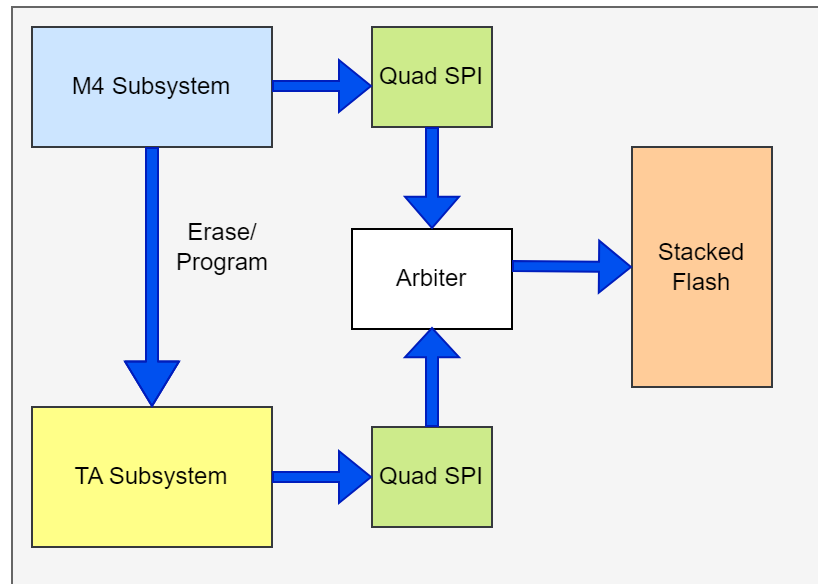 M4 Subsystem
Quad SPI
Erase/
Program
Arbiter
Stacked
Flash
TA Subsystem
Quad SPI